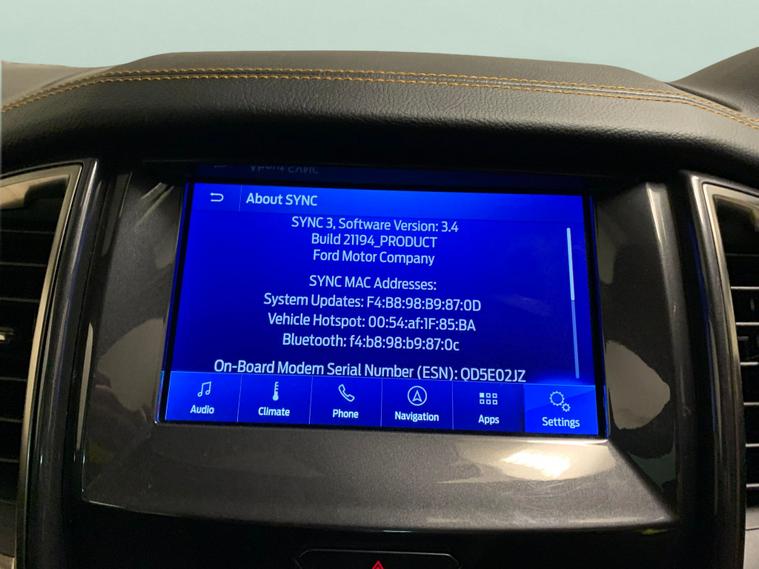 About SYNC
SYNC 3, Software Version: 3.4
Build 21194_PRODUCT
Ford Motor Company
SYNC MAC Addresses:
System Updates: F4:B8:98:B9:87:0D
Vehicle Hotspot: 00:54:af:1F:85:BA
Bluetooth: f4:b8:98:b9:87:0c
On-Board Modem Serial Number (ESN): QD5E02JZ
Audio
Climate
Phone
Navigation
Apps
Settings